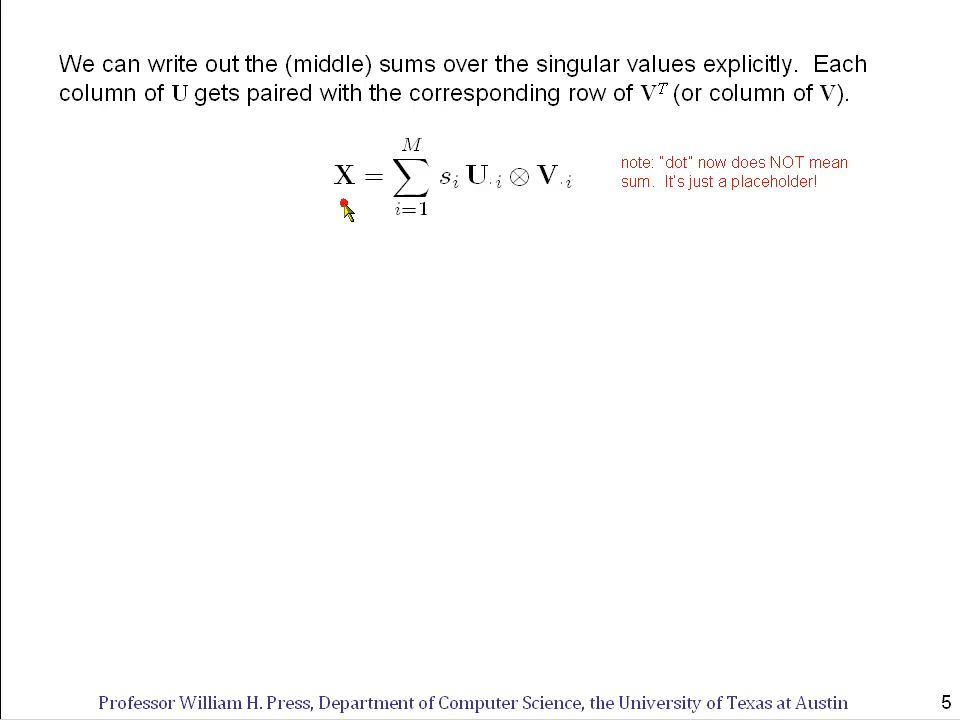 We can write out the (middle) sums over the singular values explicitly.  Each
column of U gets paired with the corresponding row of Vᵀ (or column of V).
X = ∑_{i=1}^{M} s_i U_{·i} ⊗ V_{·i}
note: "dot" now does NOT mean
sum.  It's just a placeholder!
Professor William H. Press, Department of Computer Science, the University of Texas at Austin
5